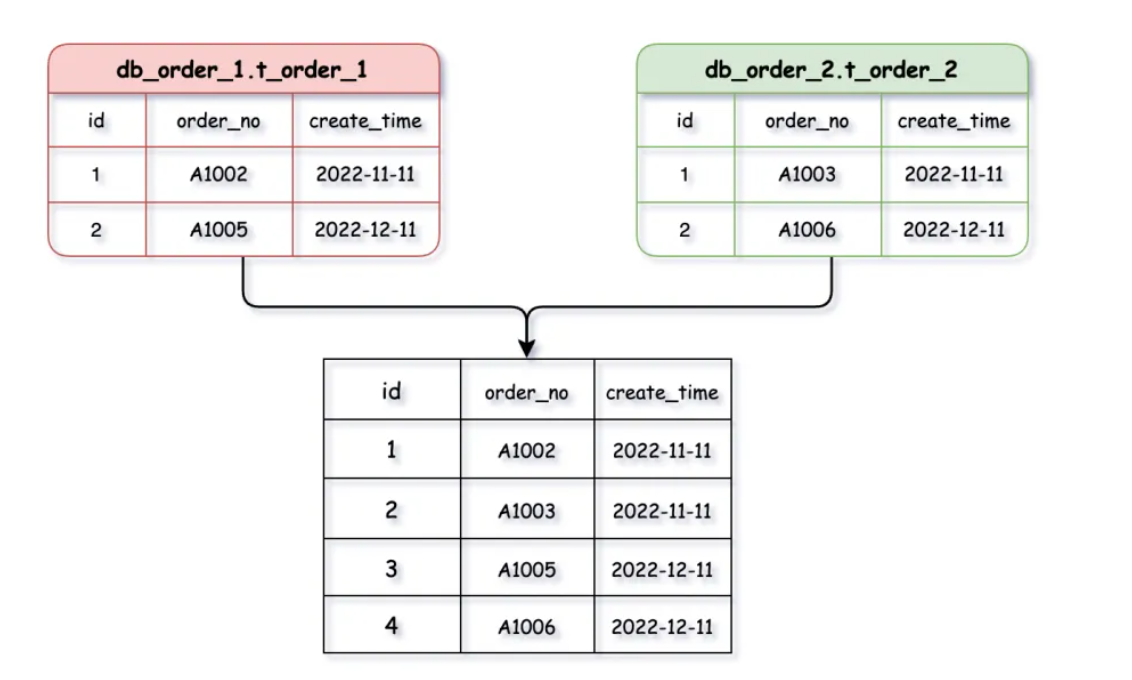 db_order_1.t_order_1
id order_no create_time
1 A1002 2022-11-11
2 A1005 2022-12-11
db_order_2.t_order_2
id order_no create_time
1 A1003 2022-11-11
2 A1006 2022-12-11
id order_no create_time
1 A1002 2022-11-11
2 A1003 2022-11-11
3 A1005 2022-12-11
4 A1006 2022-12-11